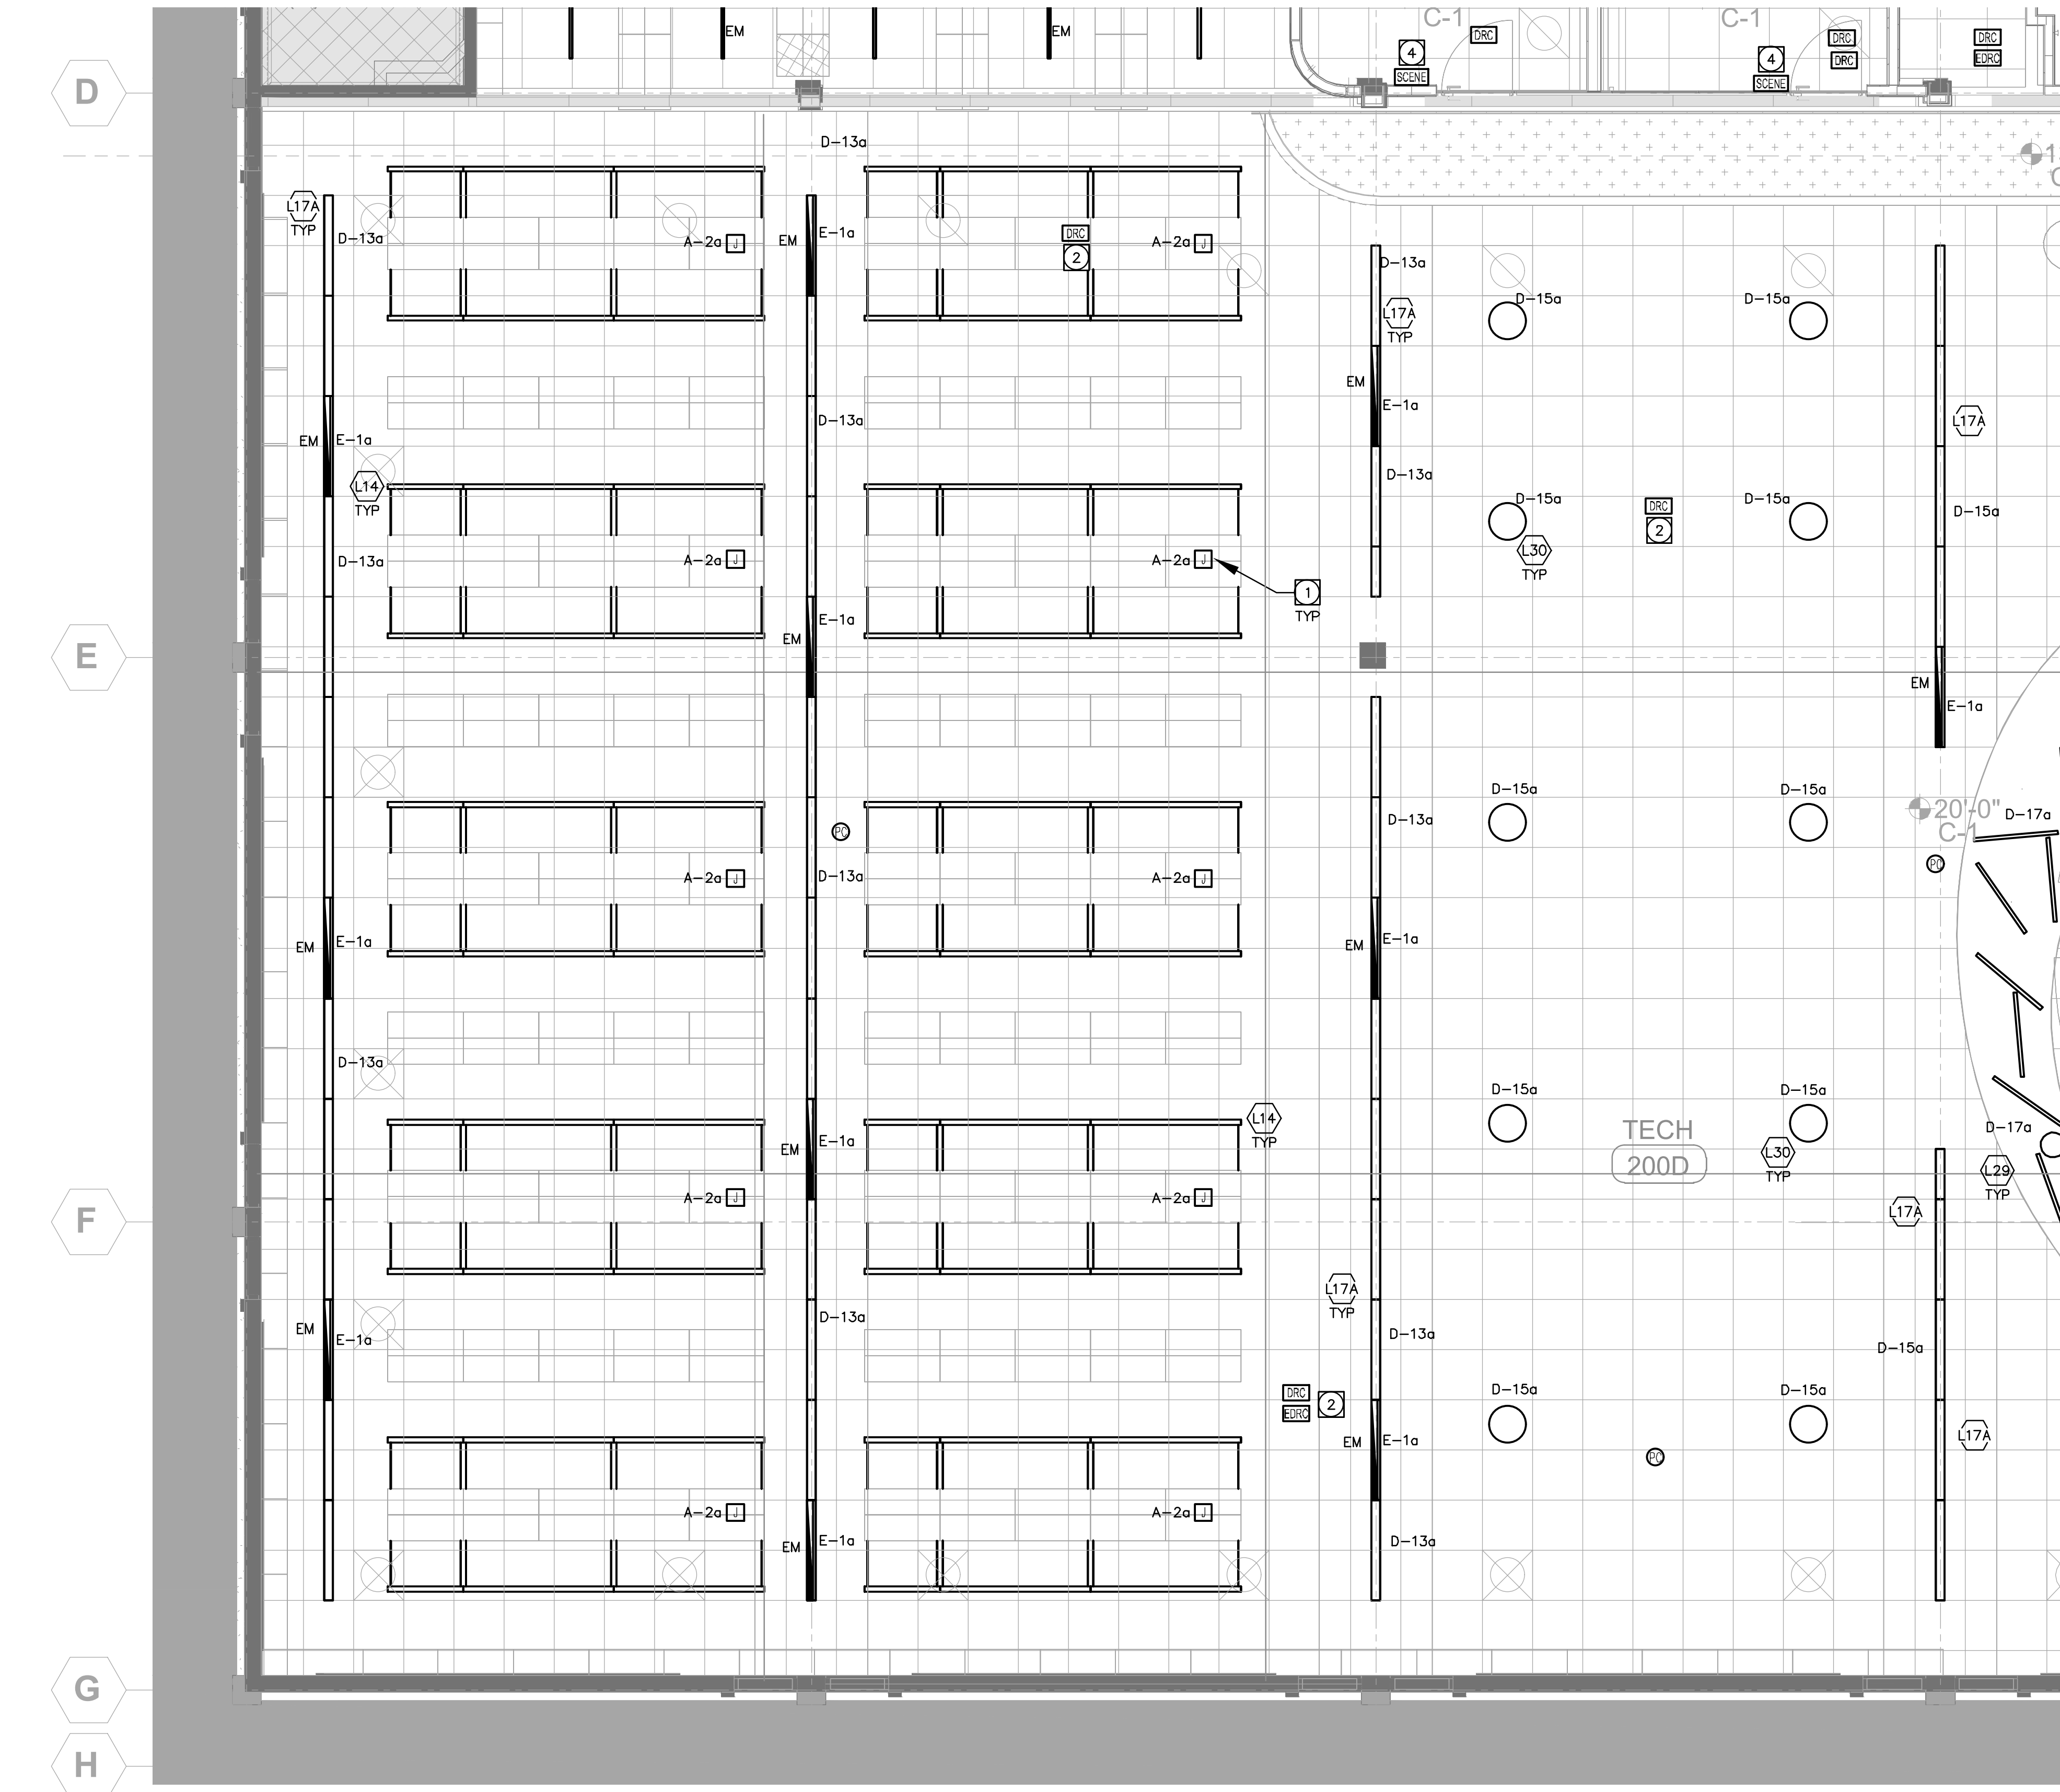 C-1
C-1
EM
EM
4
SCENE
DRC
4
SCENE
DRC
DRC
DRC
EDRC
D
D-13a
L17A
TYP
D-13a
A-2a J
EM
E-1a
DRC
2
A-2a J
D-13a
L17A
TYP
D-15a
D-15a
EM
E-1a
D-13a
L17A
EM
E-1a
L14
TYP
D-13a
D-15a
D-15a
DRC
2
D-15a
L30
TYP
D-13a
A-2a J
A-2a J
1
TYP
EM
E-1a
E
EM
E-1a
D-15a
D-15a
20'-0"
C-1
D-17a
PC
PC
D-13a
D-13a
A-2a J
A-2a J
EM
E-1a
EM
E-1a
D-13a
D-15a
D-15a
L14
TYP
EM
E-1a
TECH
200D
L30
TYP
D-17a
L29
TYP
A-2a J
A-2a J
L17A
F
L17A
TYP
EM
E-1a
D-13a
D-13a
D-15a
DRC
EDRC
2
D-15a
D-15a
EM
E-1a
L17A
PC
A-2a J
A-2a J
EM
E-1a
D-13a
G
H